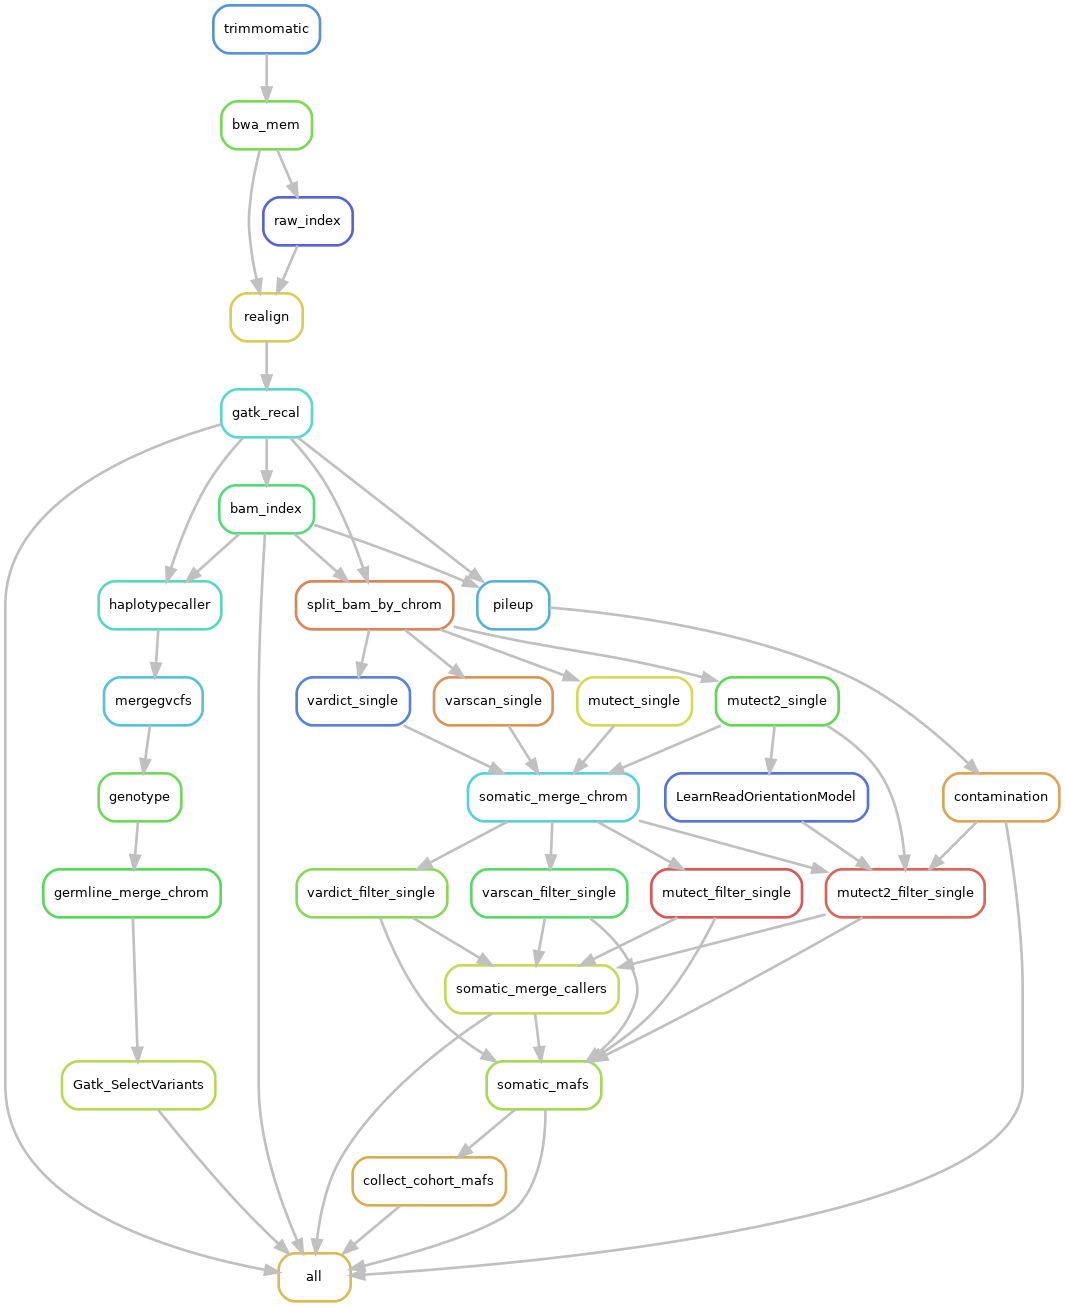 trimmomatic
bwa_mem
raw_index
realign
gatk_recal
bam_index
haplotypecaller
split_bam_by_chrom
pileup
mergegvcfs
vardict_single
varscan_single
mutect_single
mutect2_single
genotype
somatic_merge_chrom
LearnReadOrientationModel
contamination
germline_merge_chrom
vardict_filter_single
varscan_filter_single
mutect_filter_single
mutect2_filter_single
somatic_merge_callers
Gatk_SelectVariants
somatic_mafs
collect_cohort_mafs
all